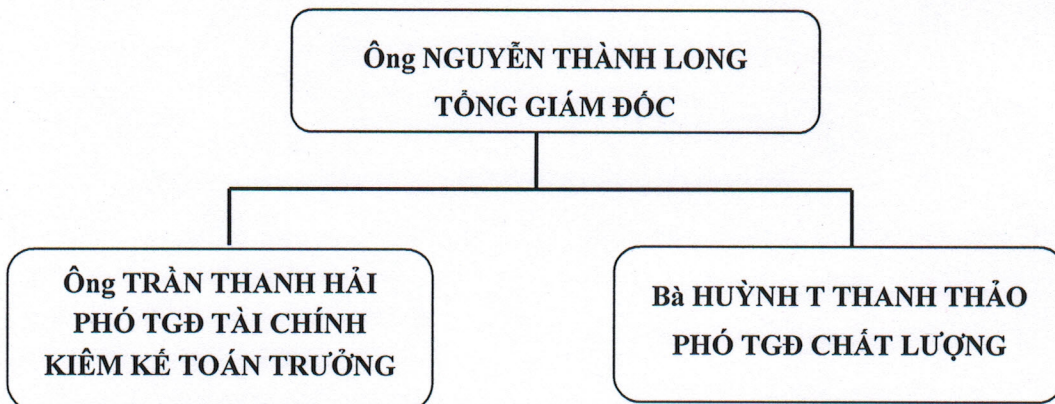 Ông NGUYỄN THÀNH LONG
TỔNG GIÁM ĐỐC
Ông TRẦN THANH HẢI
PHÓ TGĐ TÀI CHÍNH
KIÊM KẾ TOÁN TRƯỞNG
Bà HUỲNH T THANH THẢO
PHÓ TGĐ CHẤT LƯỢNG